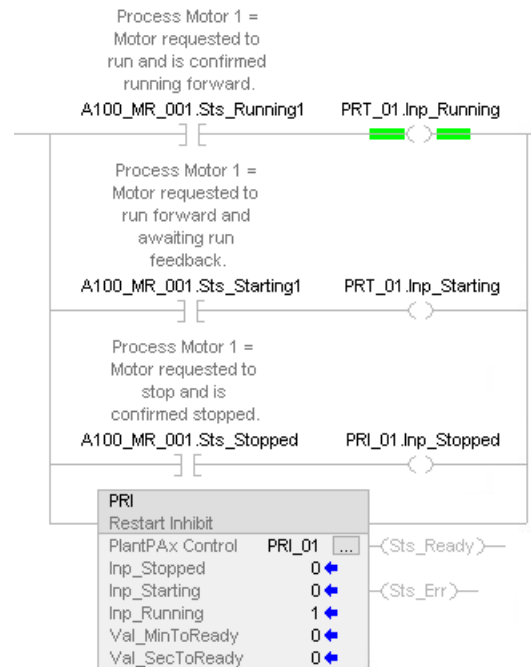 Process Motor 1 =
Motor requested to
run and is confirmed
running forward.
A100_MR_001.Sts_Running1 PRT_01.Inp_Running
Process Motor 1 =
Motor requested to
run forward and
awaiting run
feedback.
A100_MR_001.Sts_Starting1 PRT_01.Inp_Starting
Process Motor 1 =
Motor requested to
stop and is
confirmed stopped.
A100_MR_001.Sts_Stopped PRI_01.Inp_Stopped
PRI
Restart Inhibit
PlantPAx Control PRI_01 ... (Sts_Ready)
Inp_Stopped 0
Inp_Starting 0 (Sts_Err)
Inp_Running 1
Val_MinToReady 0
Val_SecToReady 0